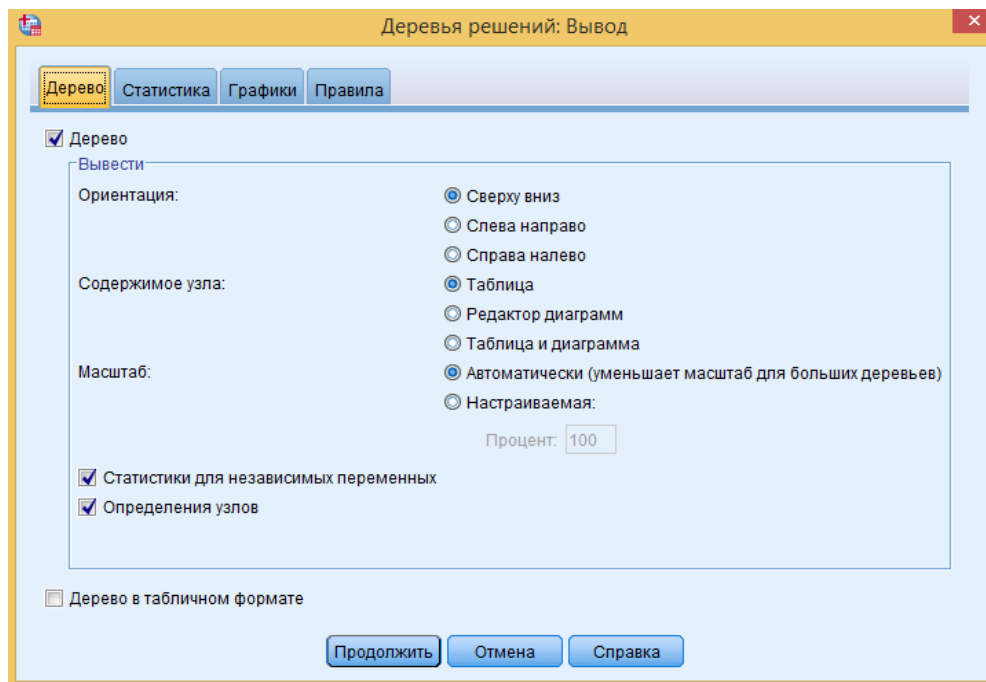 Деревья решений: Вывод
Дерево Статистика Графики Правила
Дерево
Вывести
Ориентация:
Сверху вниз
Слева направо
Справа налево
Содержимое узла:
Таблица
Редактор диаграмм
Таблица и диаграмма
Масштаб:
Автоматически (уменьшает масштаб для больших деревьев)
Настраиваемая:
Процент: 100
Статистики для независимых переменных
Определения узлов
Дерево в табличном формате
Продолжить Отмена Справка